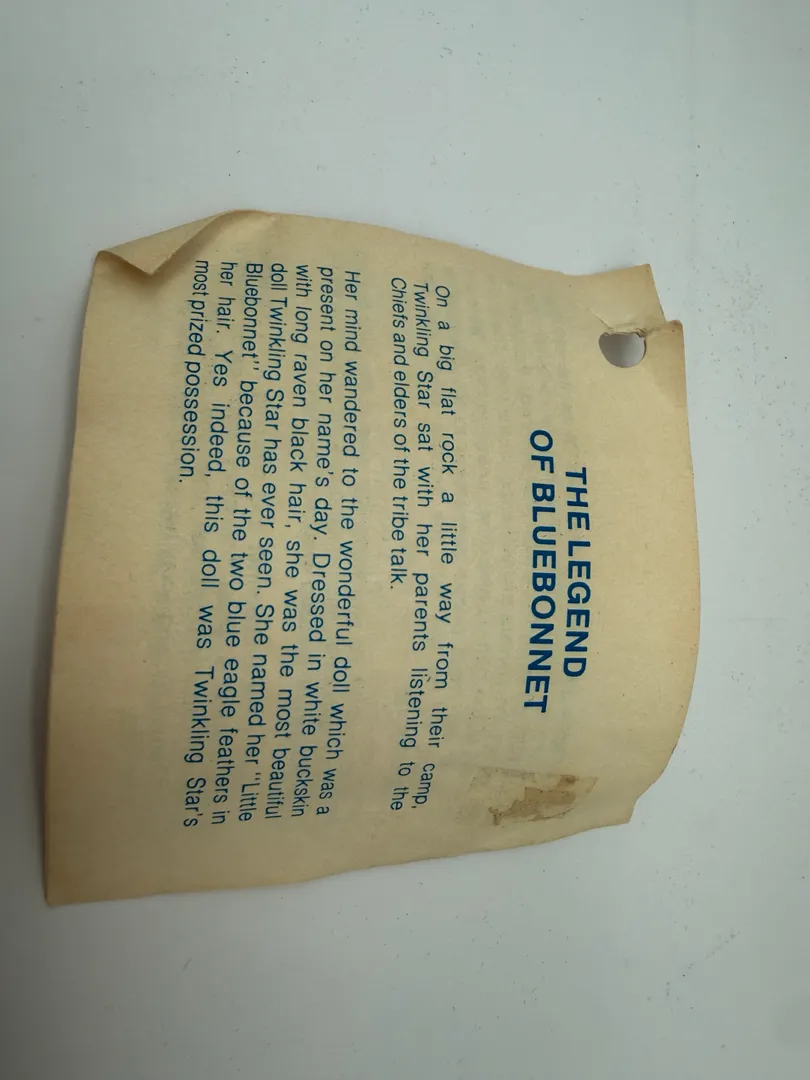 THE LEGEND
OF BLUEBONNET
On a big flat rock a little way from their camp,
Twinkling Star sat with her parents listening to the
Chiefs and elders of the tribe talk.
Her mind wandered to the wonderful doll which was a
present on her name's day. Dressed in white buckskin
with long raven black hair, she was the most beautiful
doll Twinkling Star has ever seen. She named her "Little
Bluebonnet" because of the two blue eagle feathers in
her hair. Yes indeed, this doll was Twinkling Star's
most prized possession.